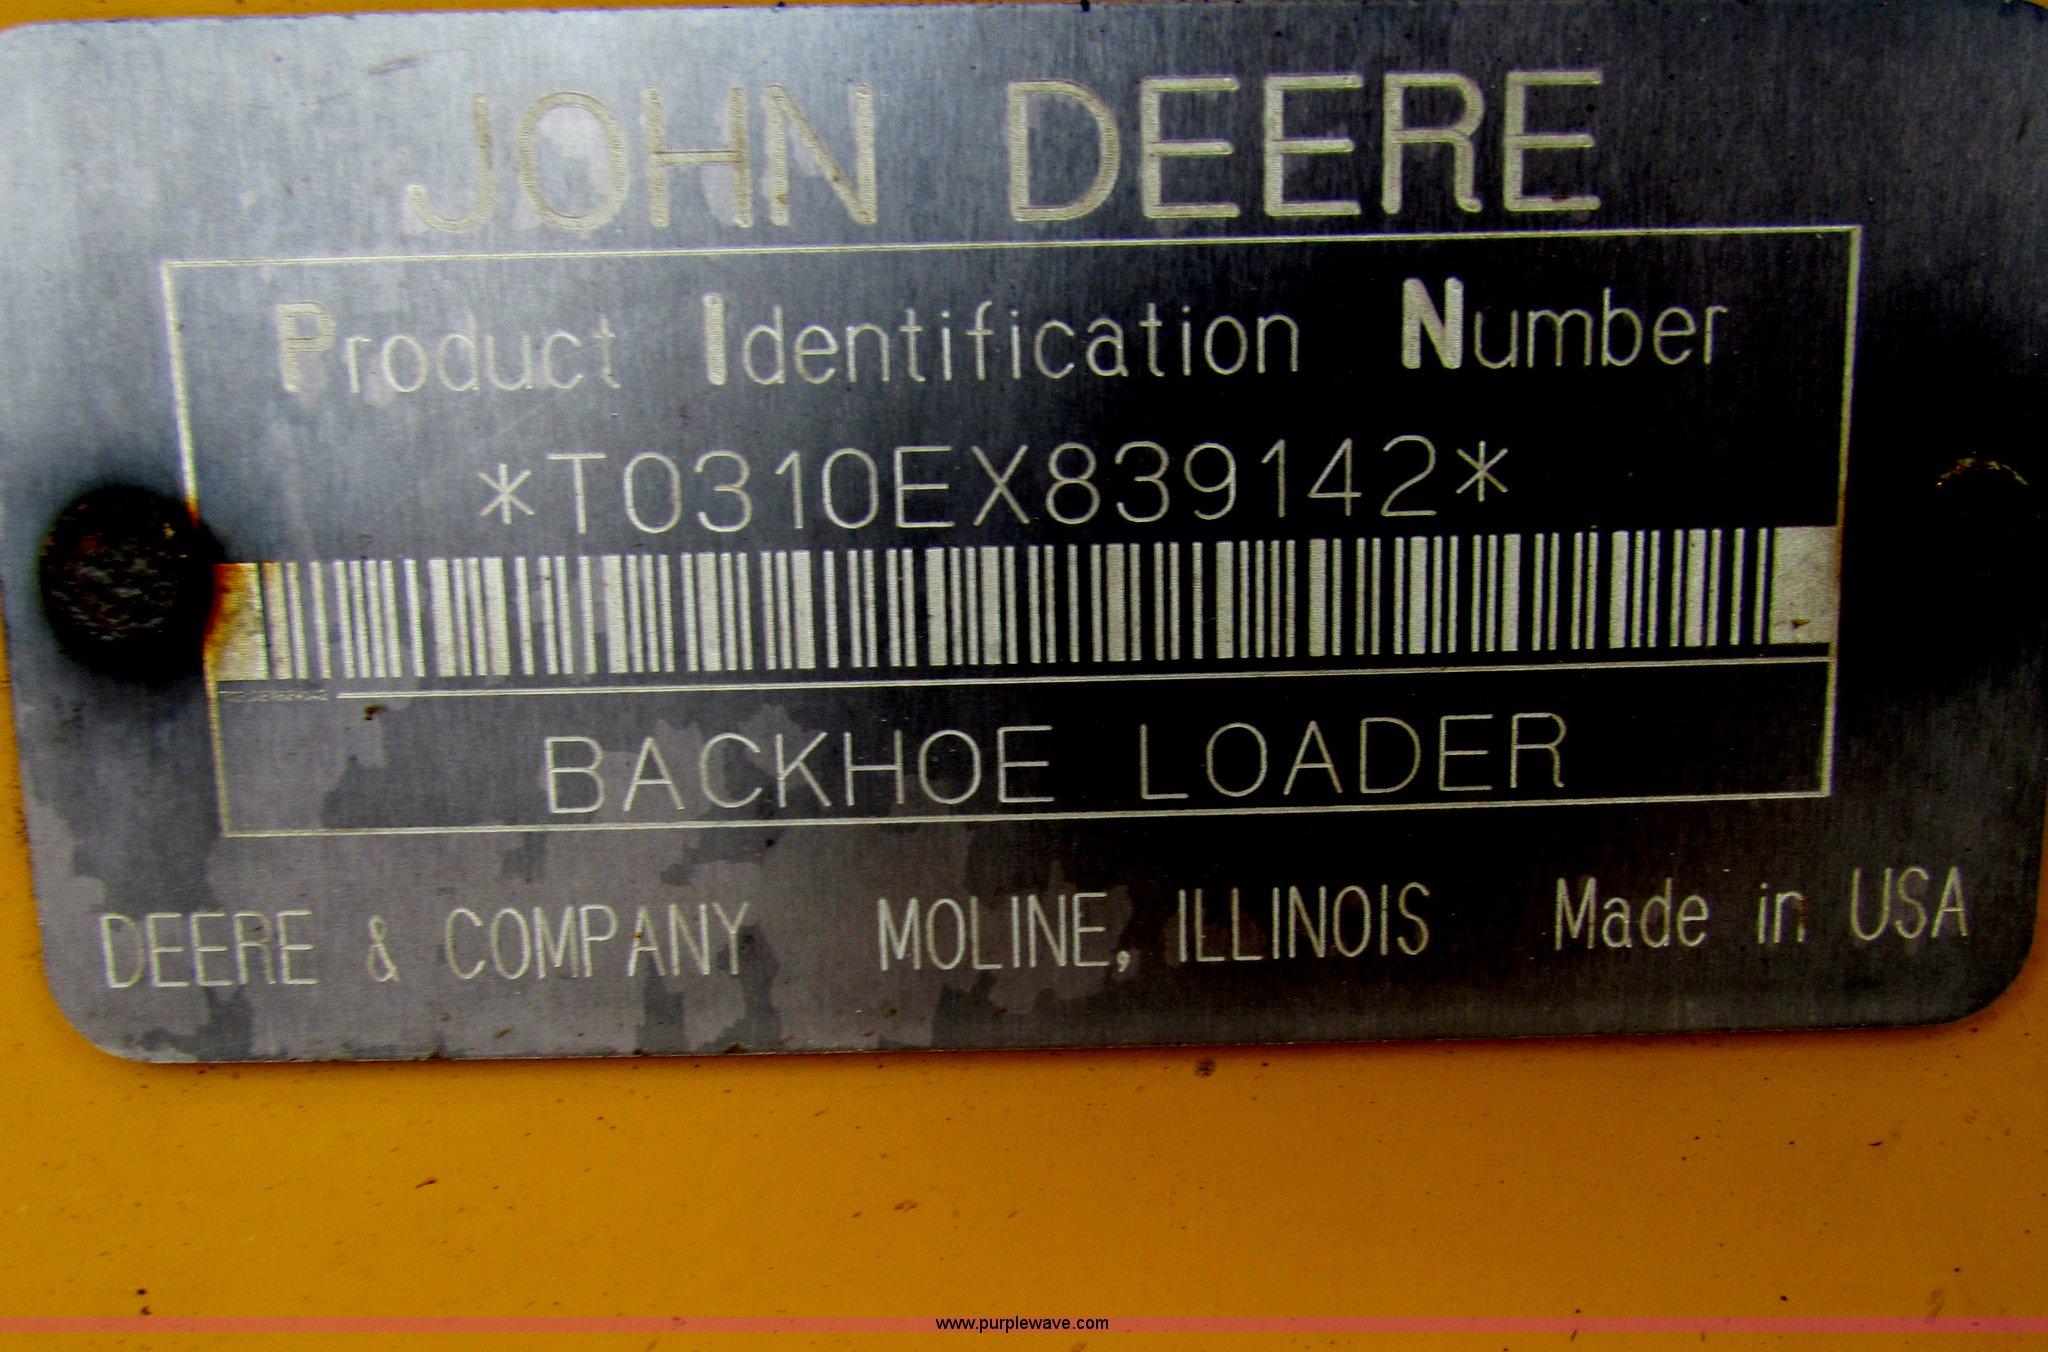 JOHN DEERE
Product Identification Number
*T0310EX839142*
BACKHOE LOADER
DEERE & COMPANY MOLINE, ILLINOIS Made in USA
www.purplewave.com